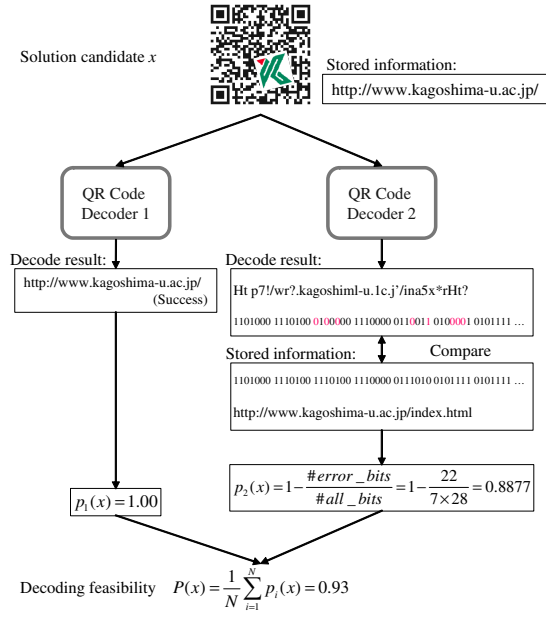 Solution candidate x
Stored information:
http://www.kagoshima-u.ac.jp/
QR Code
Decoder 1
QR Code
Decoder 2
Decode result:
http://www.kagoshima-u.ac.jp/
(Success)
Decode result:
Ht p7!/wr?.kagoshiml-u.1c.j'/ina5x*rHt?
1101000 1110100 0100000 1110000 0110011 0100001 0101111 ...
Compare
Stored information:
1101000 1110100 1110100 1110000 0111010 0101111 0101111 ...
http://www.kagoshima-u.ac.jp/index.html
p₁(x) = 1.00
p₂(x) = 1 − #error_bits / #all_bits = 1 − 22 / 7×28 = 0.8877
Decoding feasibility P(x) = 1/N ∑_{i=1}^{N} p_i(x) = 0.93